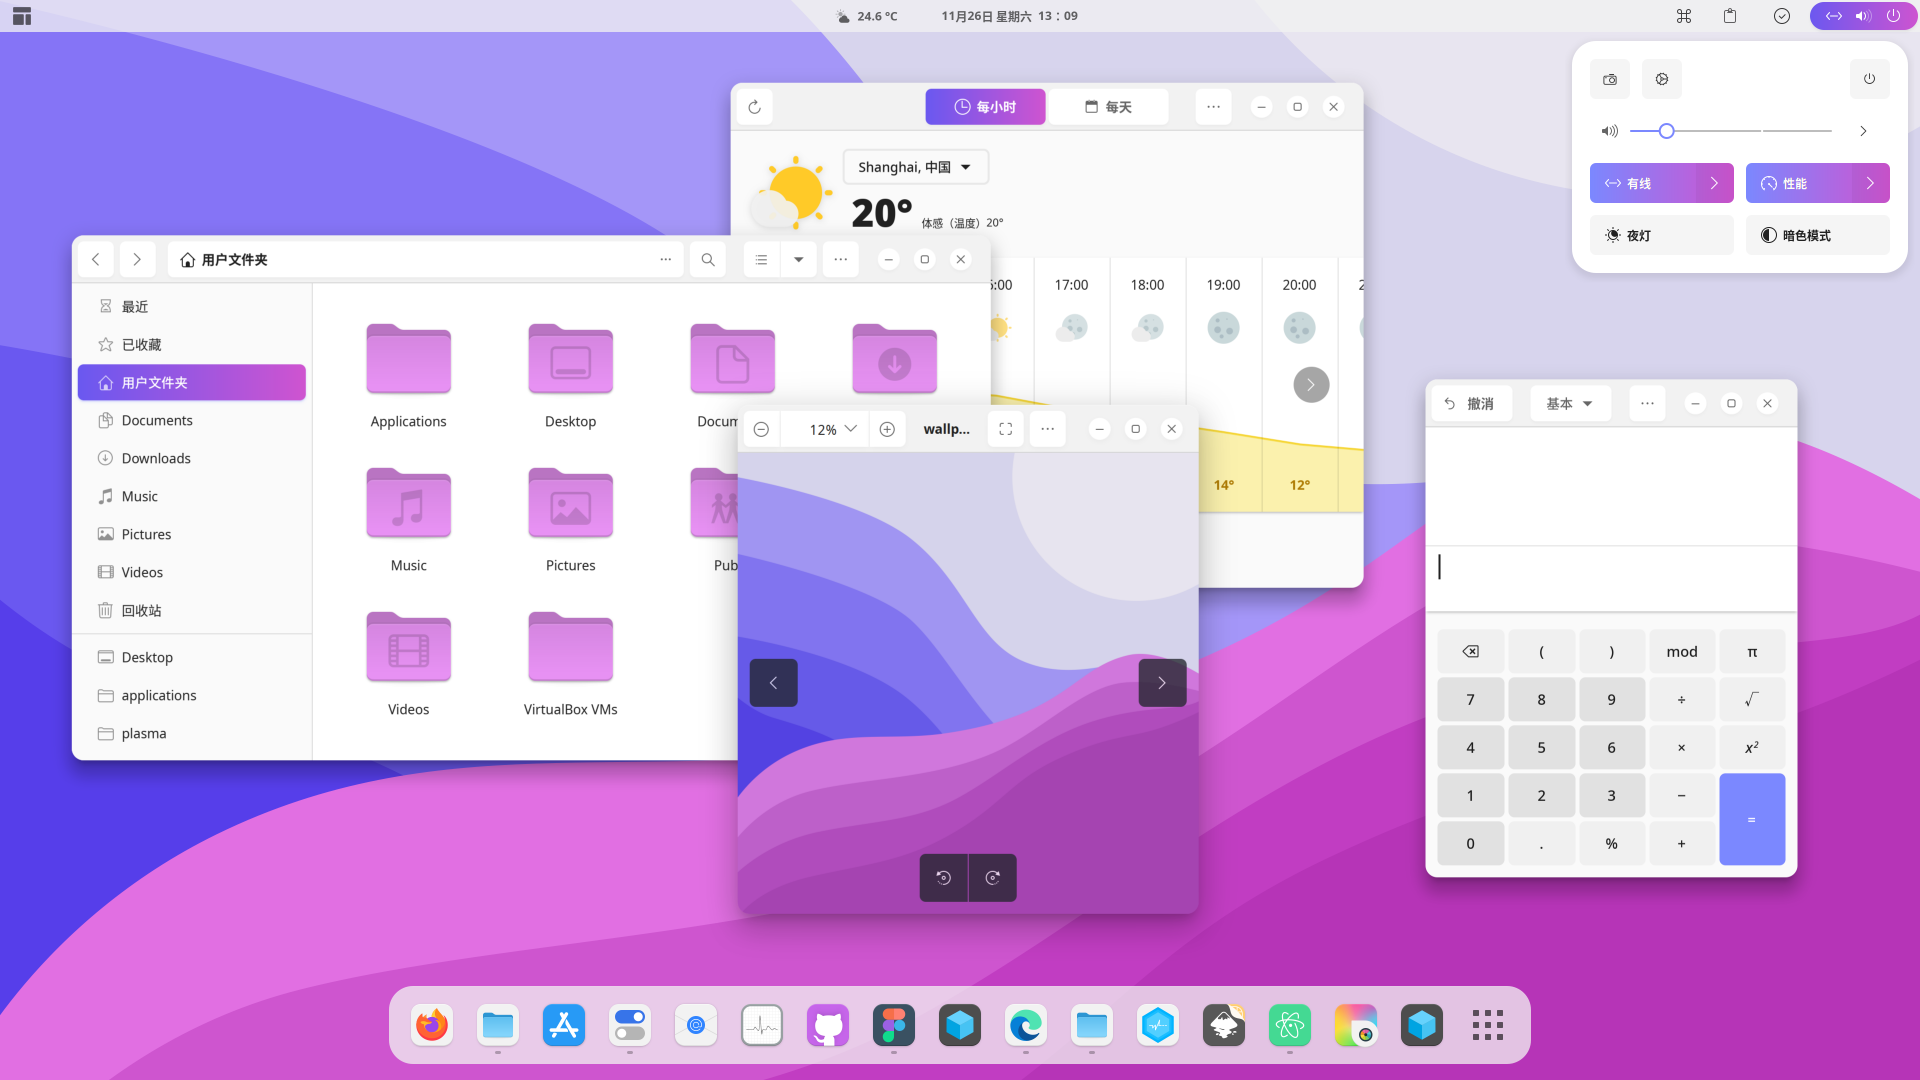 24.6 °C 11月26日 星期六 13：09
每小时 每天
Shanghai, 中国
20° 体感（温度）20°
17:00 18:00 19:00 20:00
14° 12°
有线 性能
夜灯 暗色模式
用户文件夹
最近
已收藏
用户文件夹
Documents
Downloads
Music
Pictures
Videos
回收站
Desktop
applications
plasma
Applications Desktop
Music Pictures
Videos VirtualBox VMs
12% wallp...
撤消 基本
( ) mod π
7 8 9 ÷ √
4 5 6 × x²
1 2 3 −
=
0 . % +